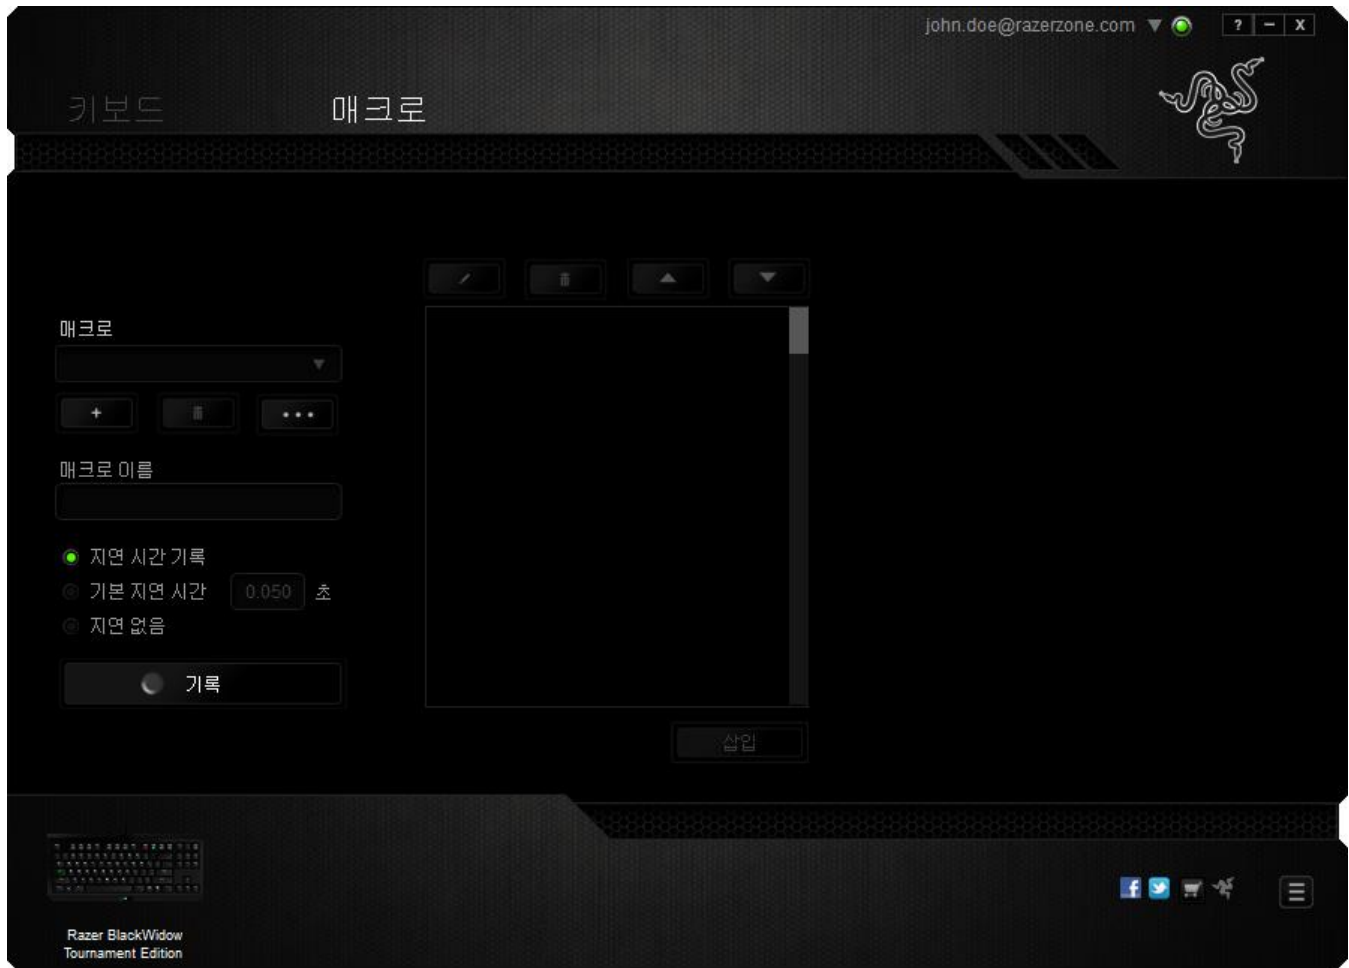 john.doe@razerzone.com
? – X
키보드 매크로
매크로
+ •••
매크로 이름
지연 시간 기록
기본 지연 시간 0.050 초
지연 없음
기록
삽입
Razer BlackWidow
Tournament Edition